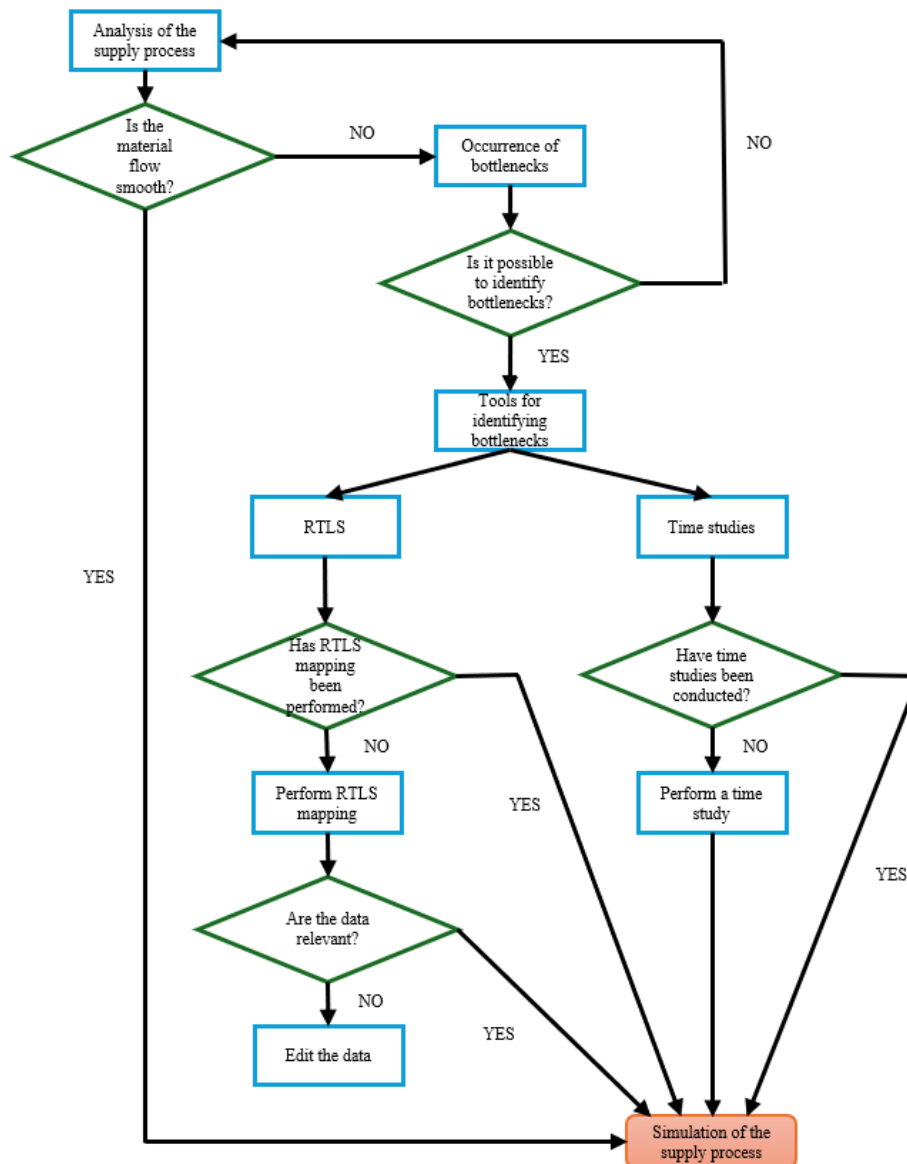 Analysis of the
supply process
Is the
material
flow
smooth?
NO
Occurrence of
bottlenecks
NO
Is it possible
to identify
bottlenecks?
YES
Tools for
identifying
bottlenecks
RTLS
Time studies
YES
Has RTLS
mapping
been
performed?
Have time
studies been
conducted?
NO
NO
Perform RTLS
mapping
YES
Perform a time
study
YES
Are the data
relevant?
NO
YES
Edit the data
Simulation of the
supply process